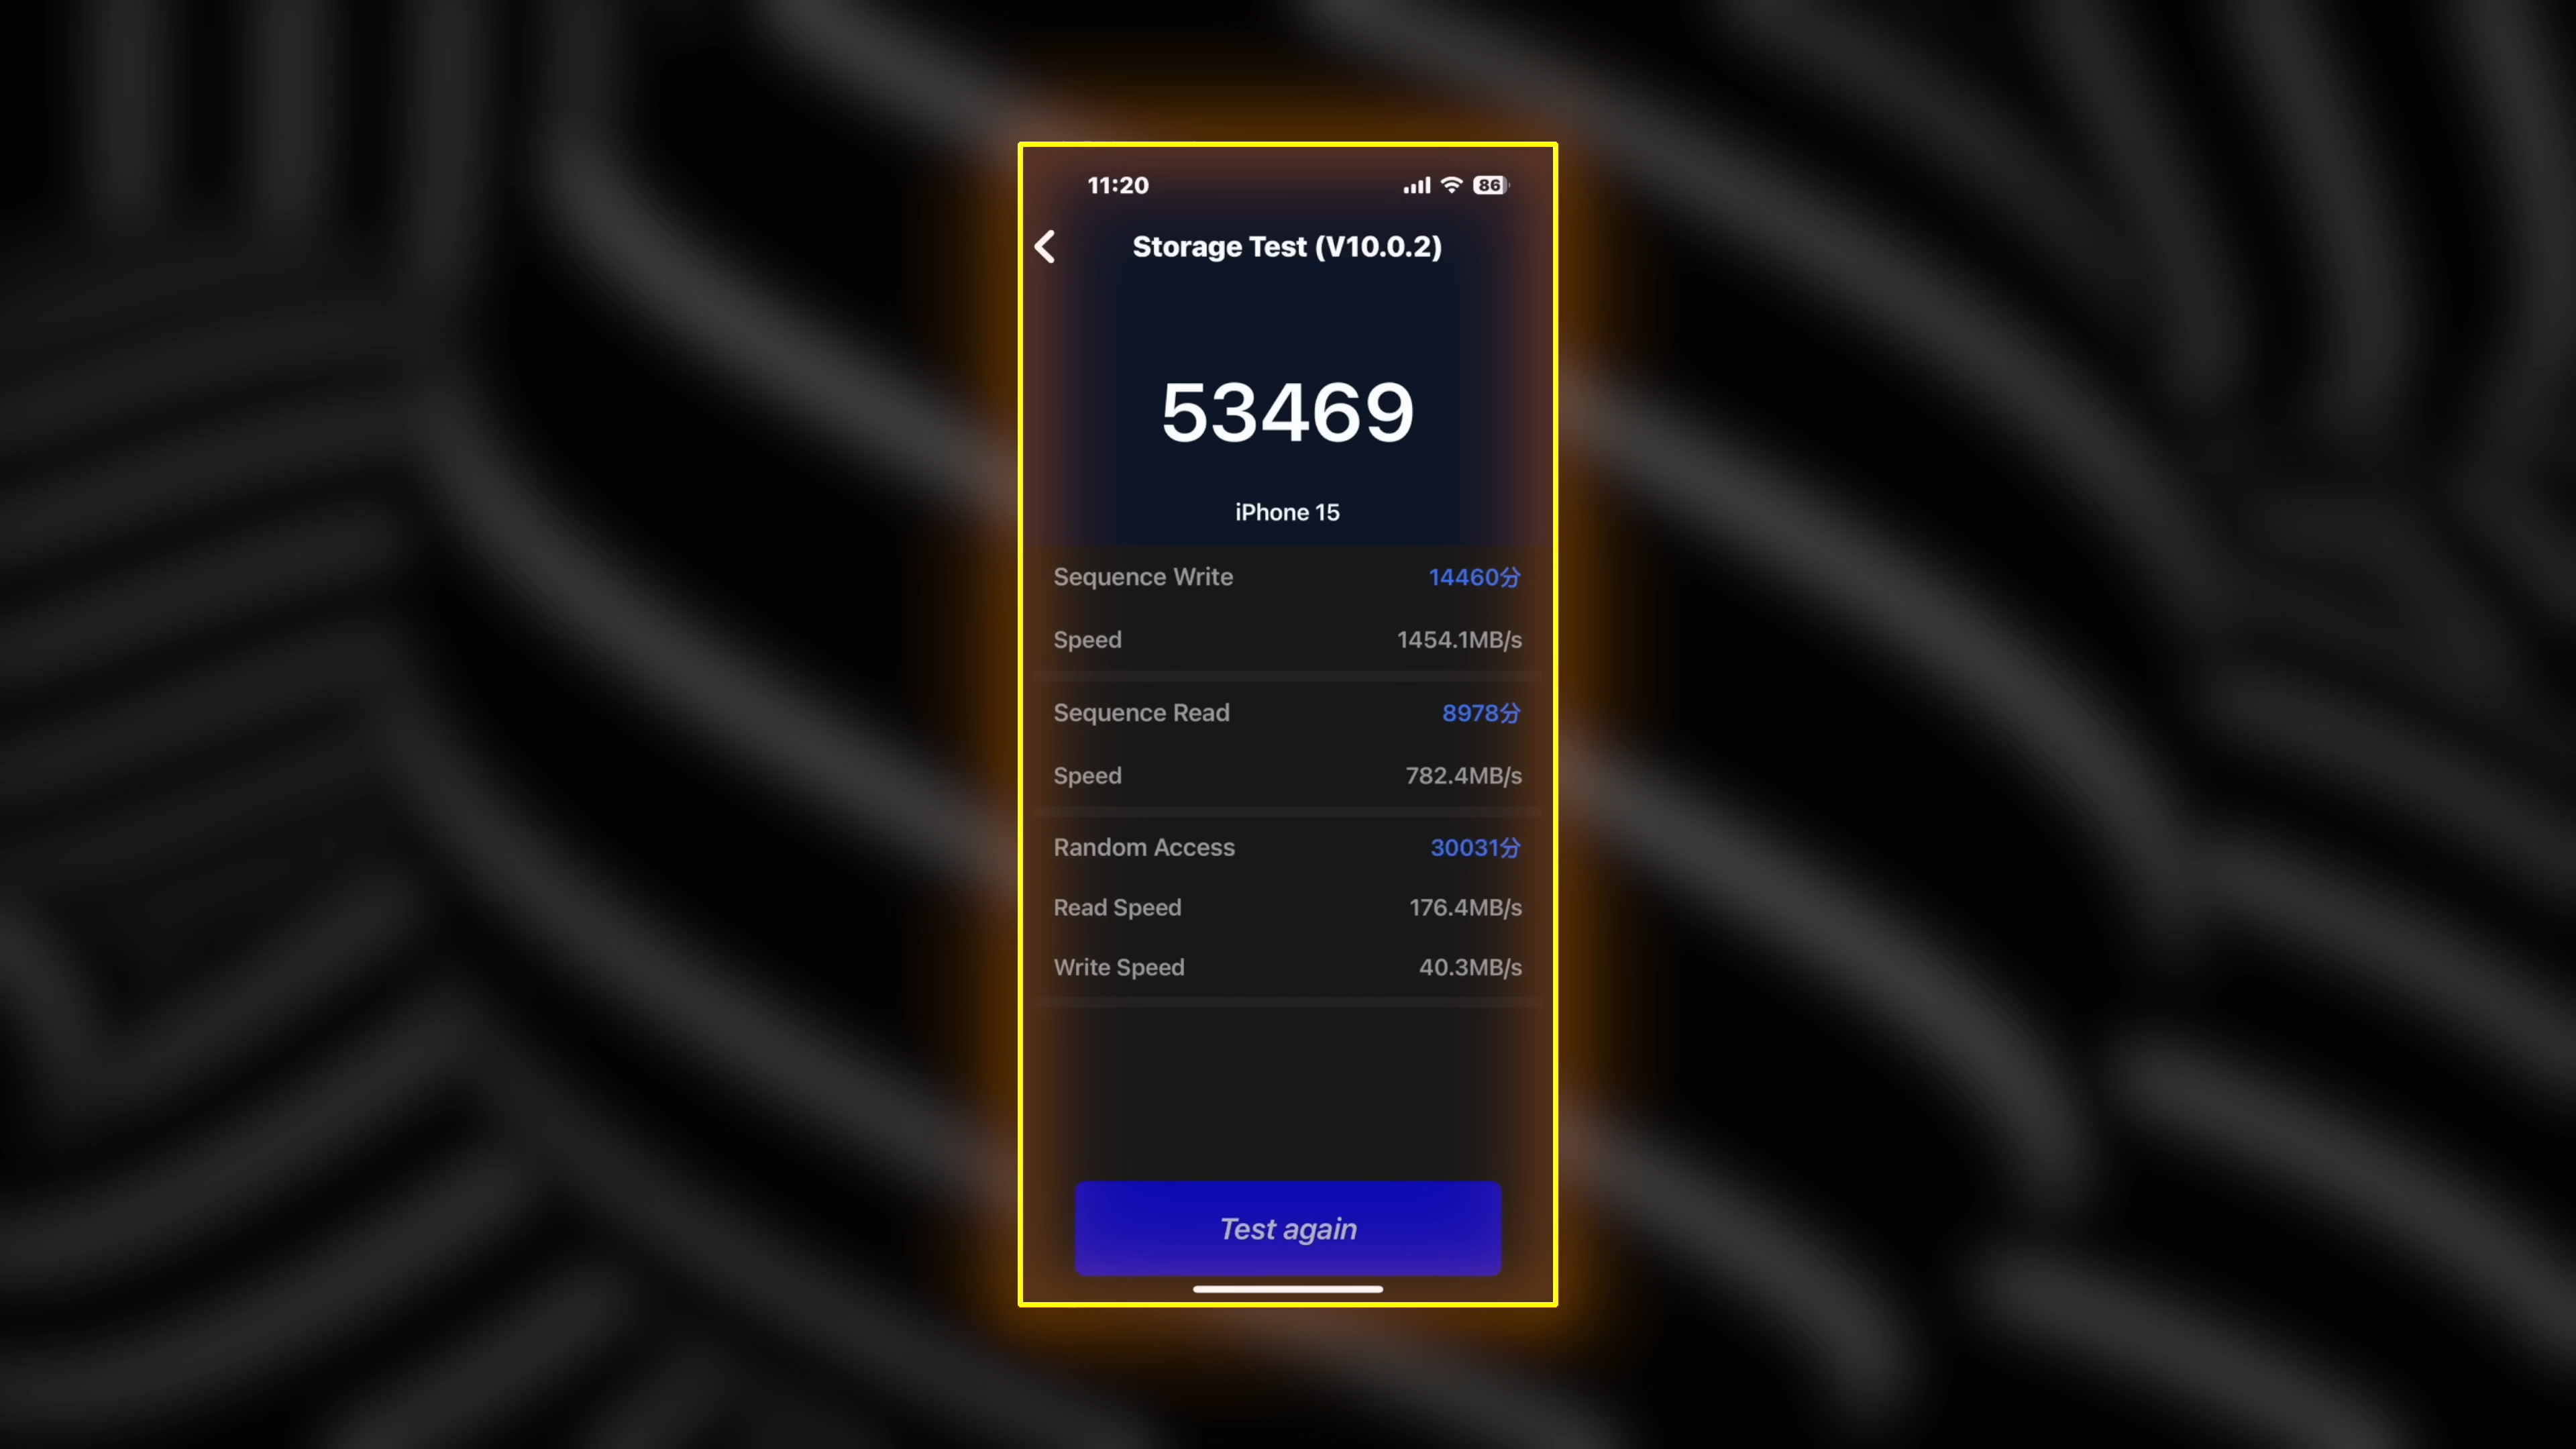 11:20 86
Storage Test (V10.0.2)
53469
iPhone 15
Sequence Write 14460分
Speed 1454.1MB/s
Sequence Read 8978分
Speed 782.4MB/s
Random Access 30031分
Read Speed 176.4MB/s
Write Speed 40.3MB/s
Test again